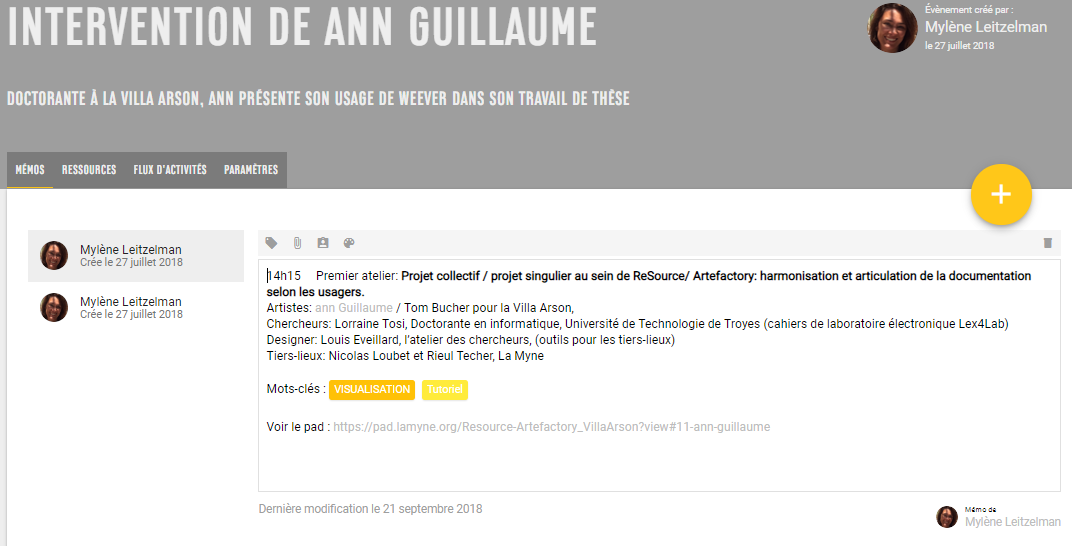 INTERVENTION DE ANN GUILLAUME
Évènement créé par :
Mylène Leitzelman
le 27 juillet 2018
DOCTORANTE À LA VILLA ARSON, ANN PRÉSENTE SON USAGE DE WEEVER DANS SON TRAVAIL DE THÈSE
MÉMOS RESSOURCES FLUX D'ACTIVITÉS PARAMÈTRES
Mylène Leitzelman
Crée le 27 juillet 2018
Mylène Leitzelman
Crée le 27 juillet 2018
14h15 Premier atelier: Projet collectif / projet singulier au sein de ReSource/ Artefactory: harmonisation et articulation de la documentation
selon les usagers.
Artistes: ann Guillaume / Tom Bucher pour la Villa Arson,
Chercheurs: Lorraine Tosi, Doctorante en informatique, Université de Technologie de Troyes (cahiers de laboratoire électronique Lex4Lab)
Designer: Louis Eveillard, l'atelier des chercheurs, (outils pour les tiers-lieux)
Tiers-lieux: Nicolas Loubet et Rieul Techer, La Myne
Mots-clés : VISUALISATION Tutoriel
Voir le pad : https://pad.lamyne.org/Resource-Artefactory_VillaArson?view#11-ann-guillaume
Dernière modification le 21 septembre 2018
Mémo de
Mylène Leitzelman